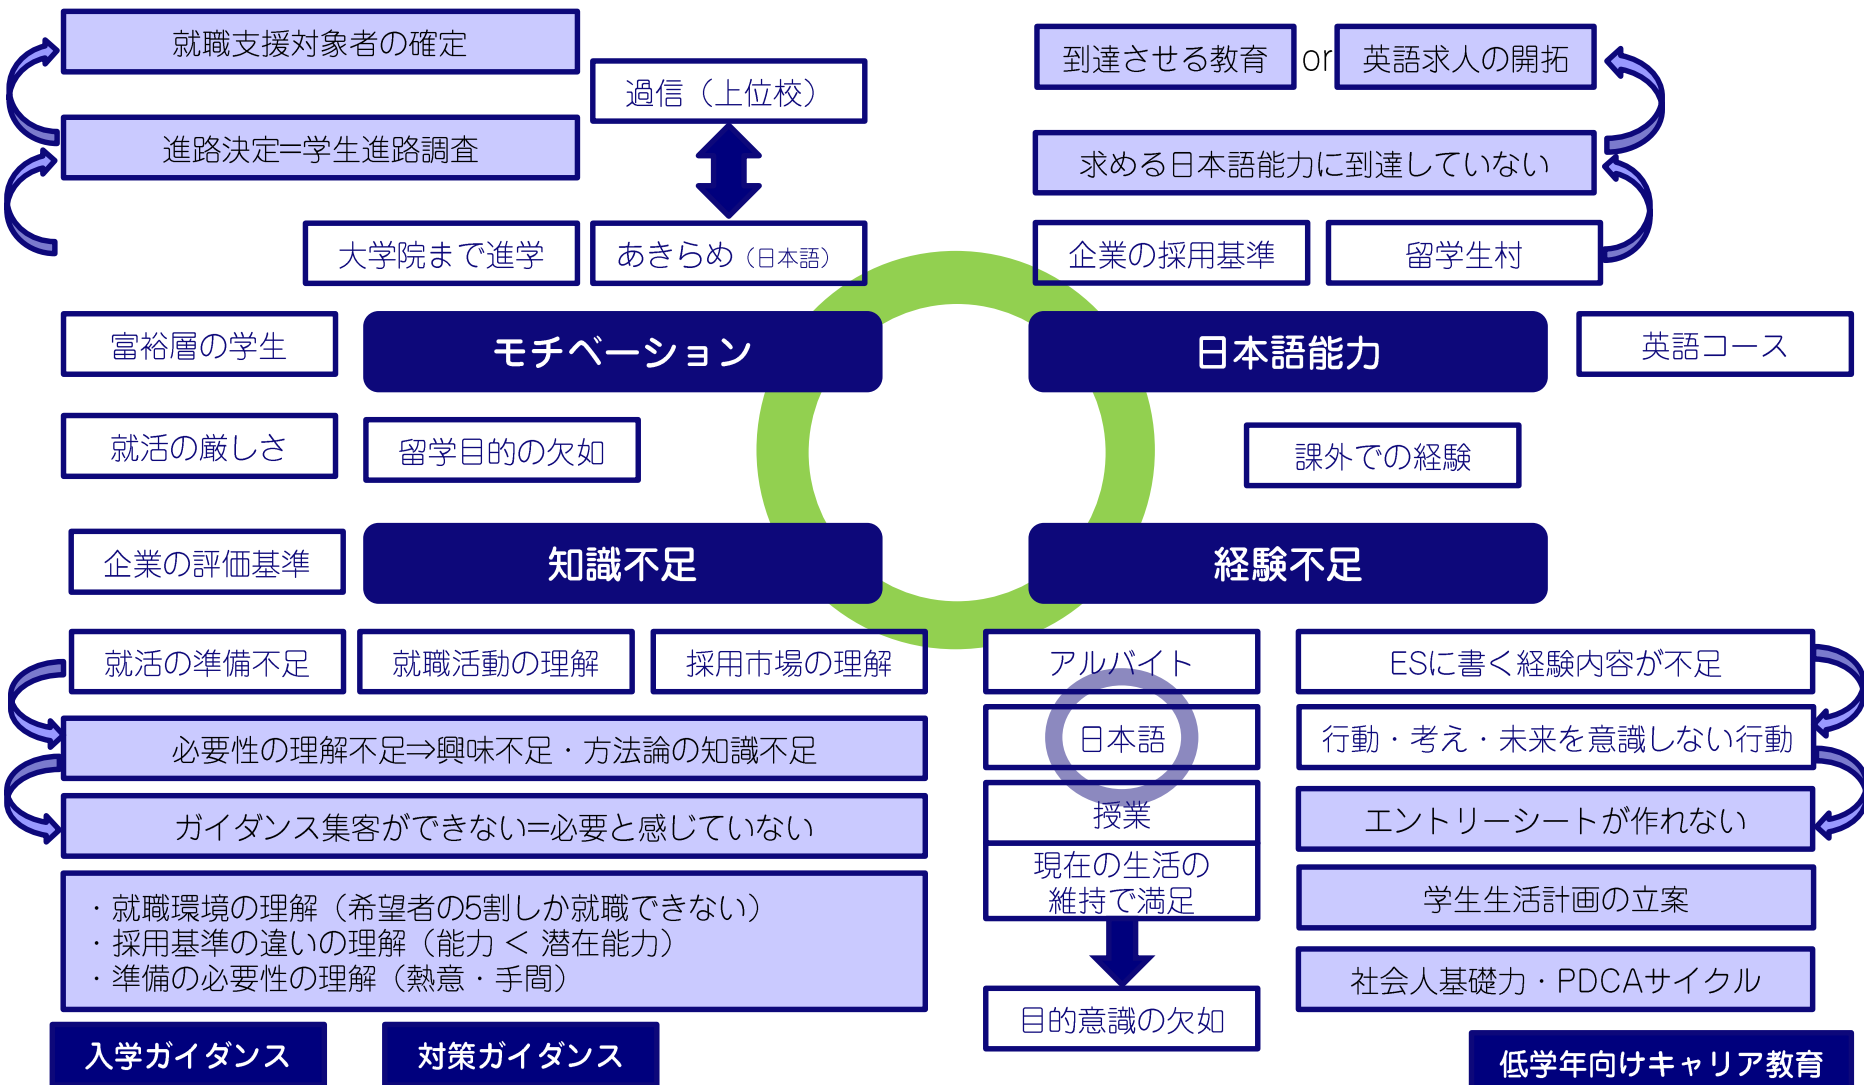 就職支援対象者の確定
進路決定=学生進路調査
過信（上位校）
大学院まで進学
あきらめ（日本語）
富裕層の学生
モチベーション
就活の厳しさ
留学目的の欠如
到達させる教育
or
英語求人の開拓
求める日本語能力に到達していない
企業の採用基準
留学生村
日本語能力
英語コース
課外での経験
企業の評価基準
知識不足
就活の準備不足
就職活動の理解
採用市場の理解
必要性の理解不足⇒興味不足・方法論の知識不足
ガイダンス集客ができない=必要と感じていない
・就職環境の理解（希望者の5割しか就職できない）
・採用基準の違いの理解（能力 < 潜在能力）
・準備の必要性の理解（熱意・手間）
入学ガイダンス
対策ガイダンス
経験不足
アルバイト
日本語
授業
現在の生活の
維持で満足
目的意識の欠如
ESに書く経験内容が不足
行動・考え・未来を意識しない行動
エントリーシートが作れない
学生生活計画の立案
社会人基礎力・PDCAサイクル
低学年向けキャリア教育